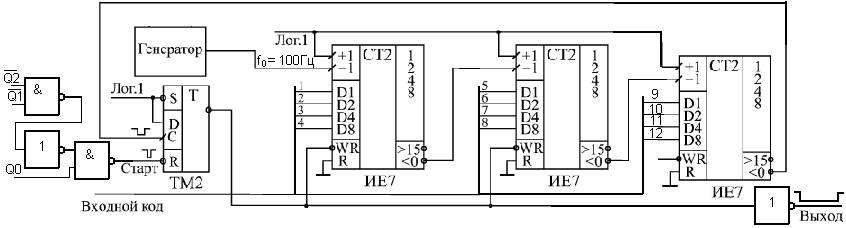 Генератор
Лог.1
f₀= 100Гц
Q2
Q1
&
Лог.1
S T
D
C
R
ТМ2
1
&
Q0
Старт
+1 CT2 1
−1 2
4
8
1 D1
2 D2
3 D4
4 D8
WR >15
R <0
ИЕ7
+1 CT2 1
−1 2
4
8
5 D1
6 D2
7 D4
8 D8
WR >15
R <0
ИЕ7
+1 CT2 1
−1 2
4
8
9 D1
10 D2
11 D4
12 D8
WR >15
R <0
ИЕ7
Входной код
1
Выход